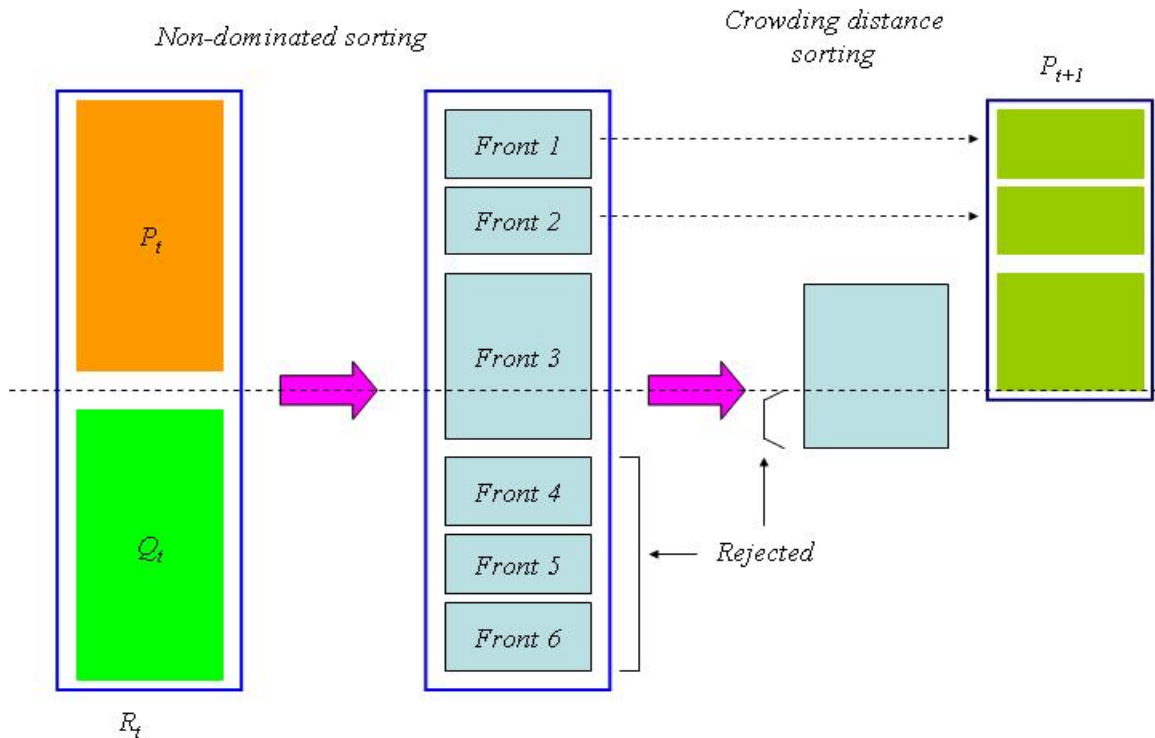 Non-dominated sorting
Crowding distance
sorting
P_{t+1}
Front 1
Front 2
P_t
Front 3
Front 4
Q_t
Front 5
Rejected
Front 6
R_t